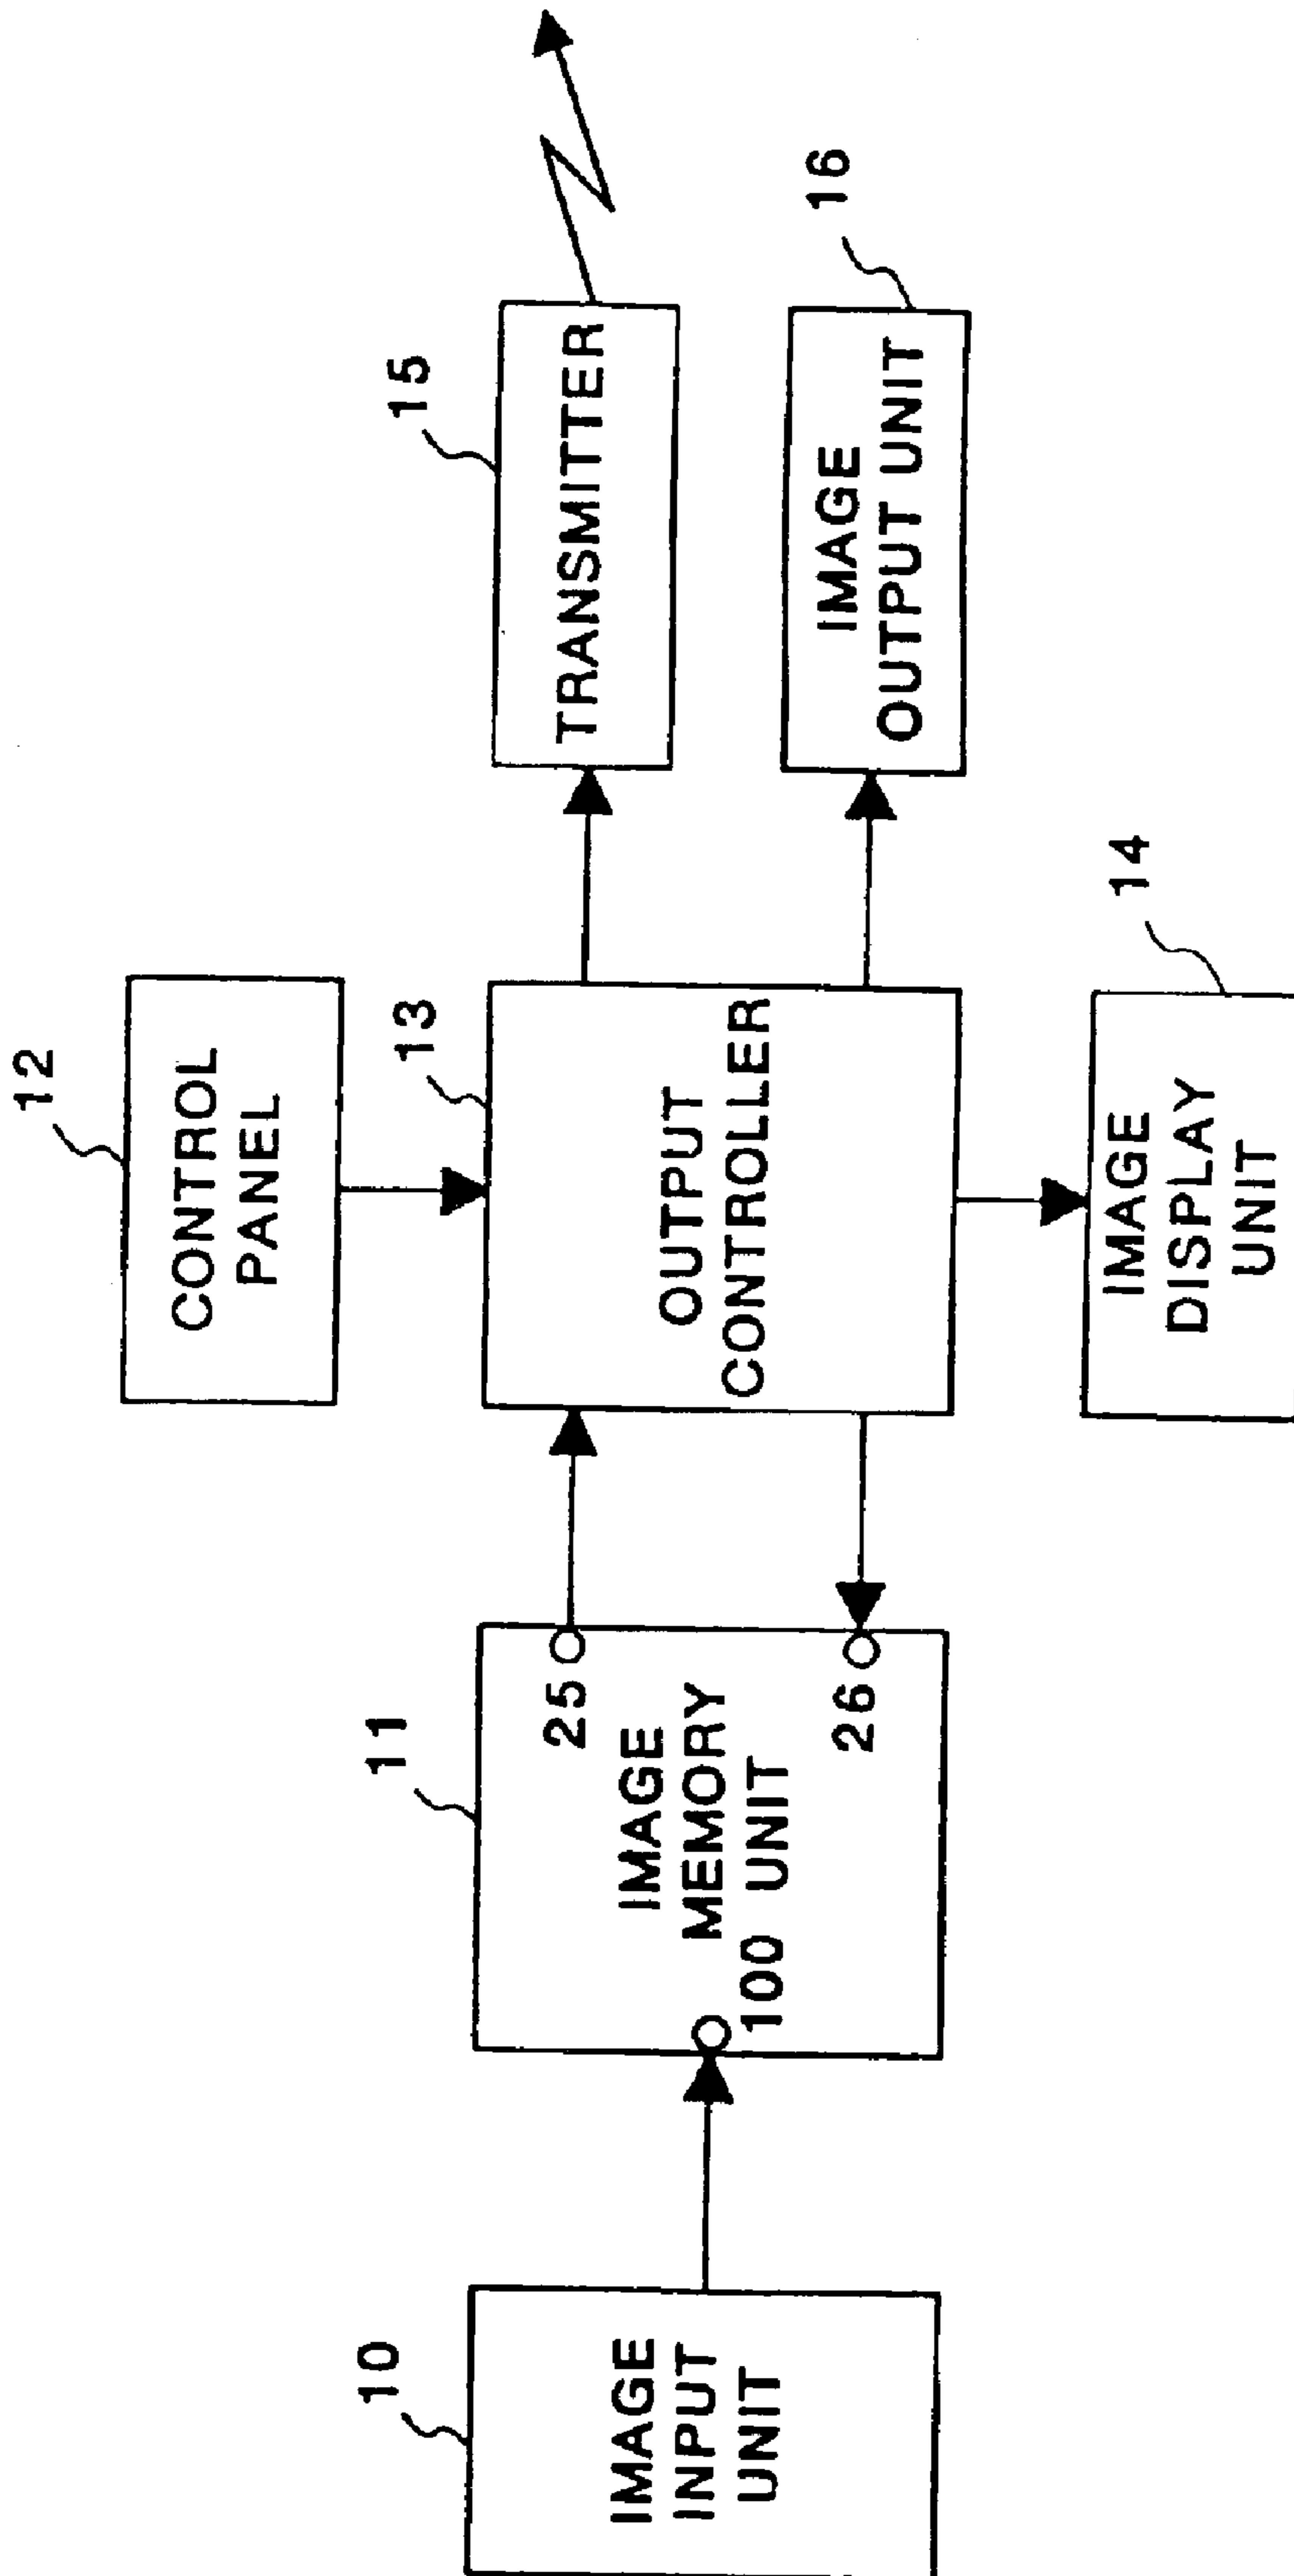 10
IMAGE
INPUT
UNIT
11
25
IMAGE
MEMORY
100 UNIT
26
12
CONTROL
PANEL
13
OUTPUT
CONTROLLER
14
IMAGE
DISPLAY
UNIT
15
TRANSMITTER
16
IMAGE
OUTPUT UNIT